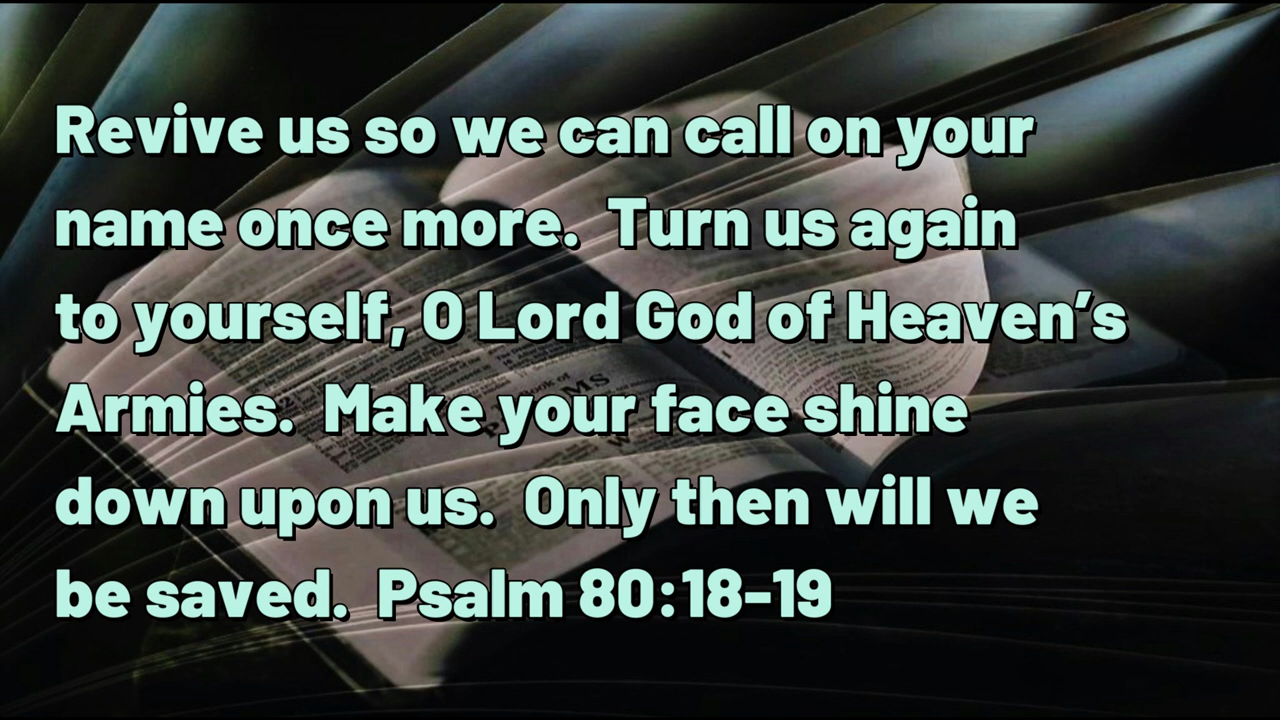 Revive us so we can call on your
name once more.  Turn us again
to yourself, O Lord God of Heaven’s
Armies.  Make your face shine
down upon us.  Only then will we
be saved.  Psalm 80:18-19